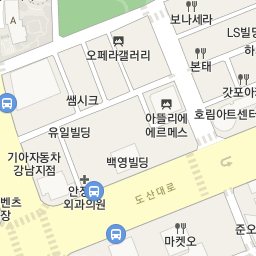 보나세라
A
LS빌딩
오페라갤러리
본태
쌤시크
갓포아
아뜰리에
에르메스
호림아트센터
유일빌딩
기아자동차
강남지점
백영빌딩
벤츠
장
안장
외과의원
도산대로
마켓오
준오